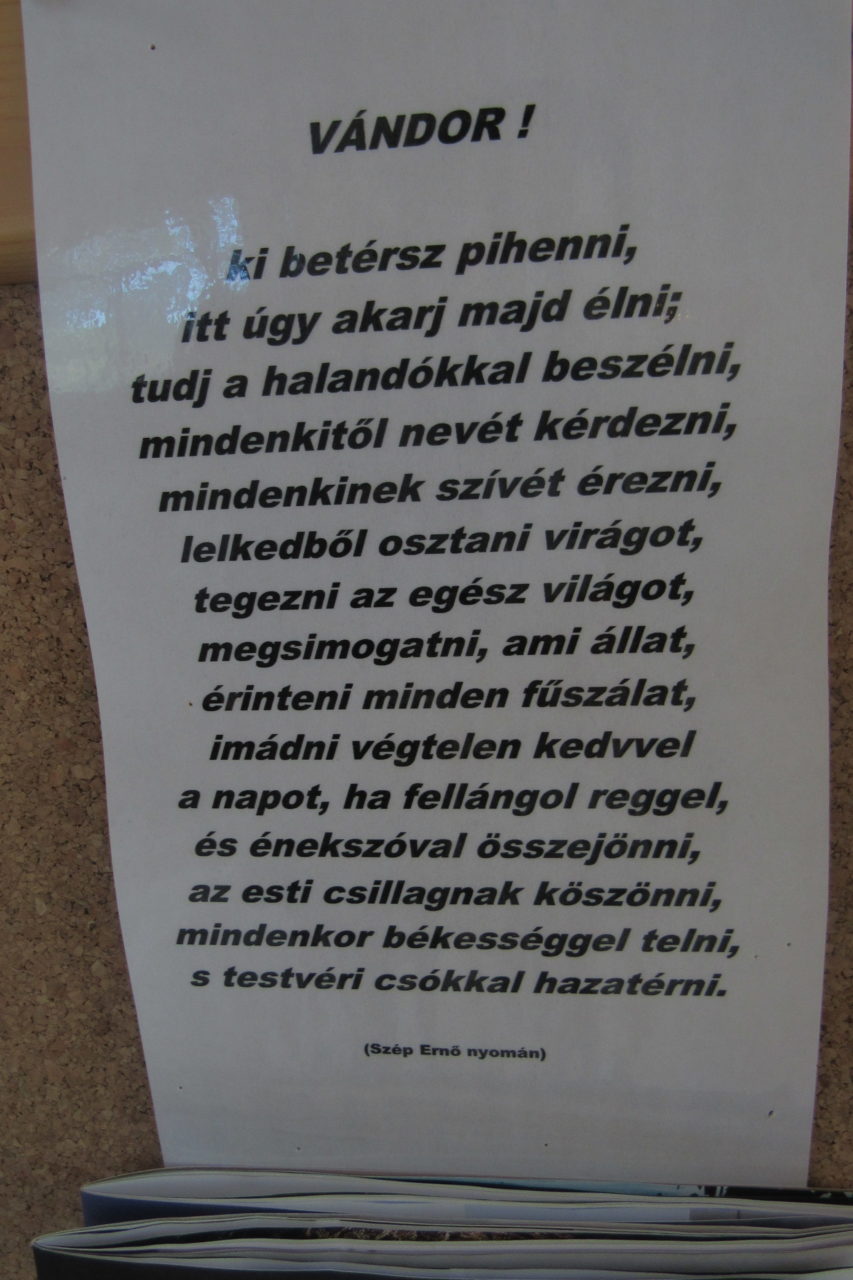 VÁNDOR !
ki betérsz pihenni,
itt úgy akarj majd élni;
tudj a halandókkal beszélni,
mindenkitől nevét kérdezni,
mindenkinek szívét érezni,
lelkedből osztani virágot,
tegezni az egész világot,
megsimogatni, ami állat,
érinteni minden fűszálat,
imádni végtelen kedvvel
a napot, ha fellángol reggel,
és énekszóval összejönni,
az esti csillagnak köszönni,
mindenkor békességgel telni,
s testvéri csókkal hazatérni.
(Szép Ernő nyomán)